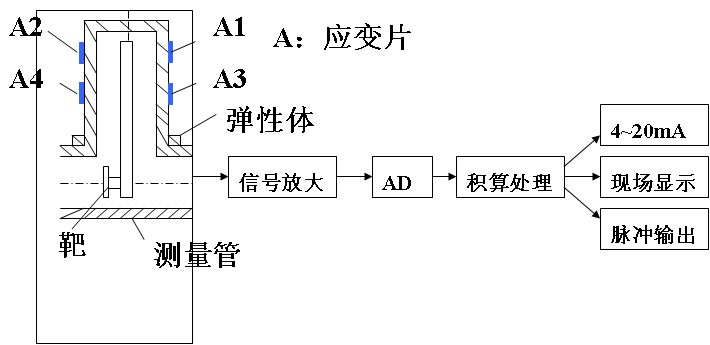 A2
A1
A：应变片
A4
A3
弹性体
4~20mA
信号放大
AD
积算处理
现场显示
脉冲输出
靶
测量管